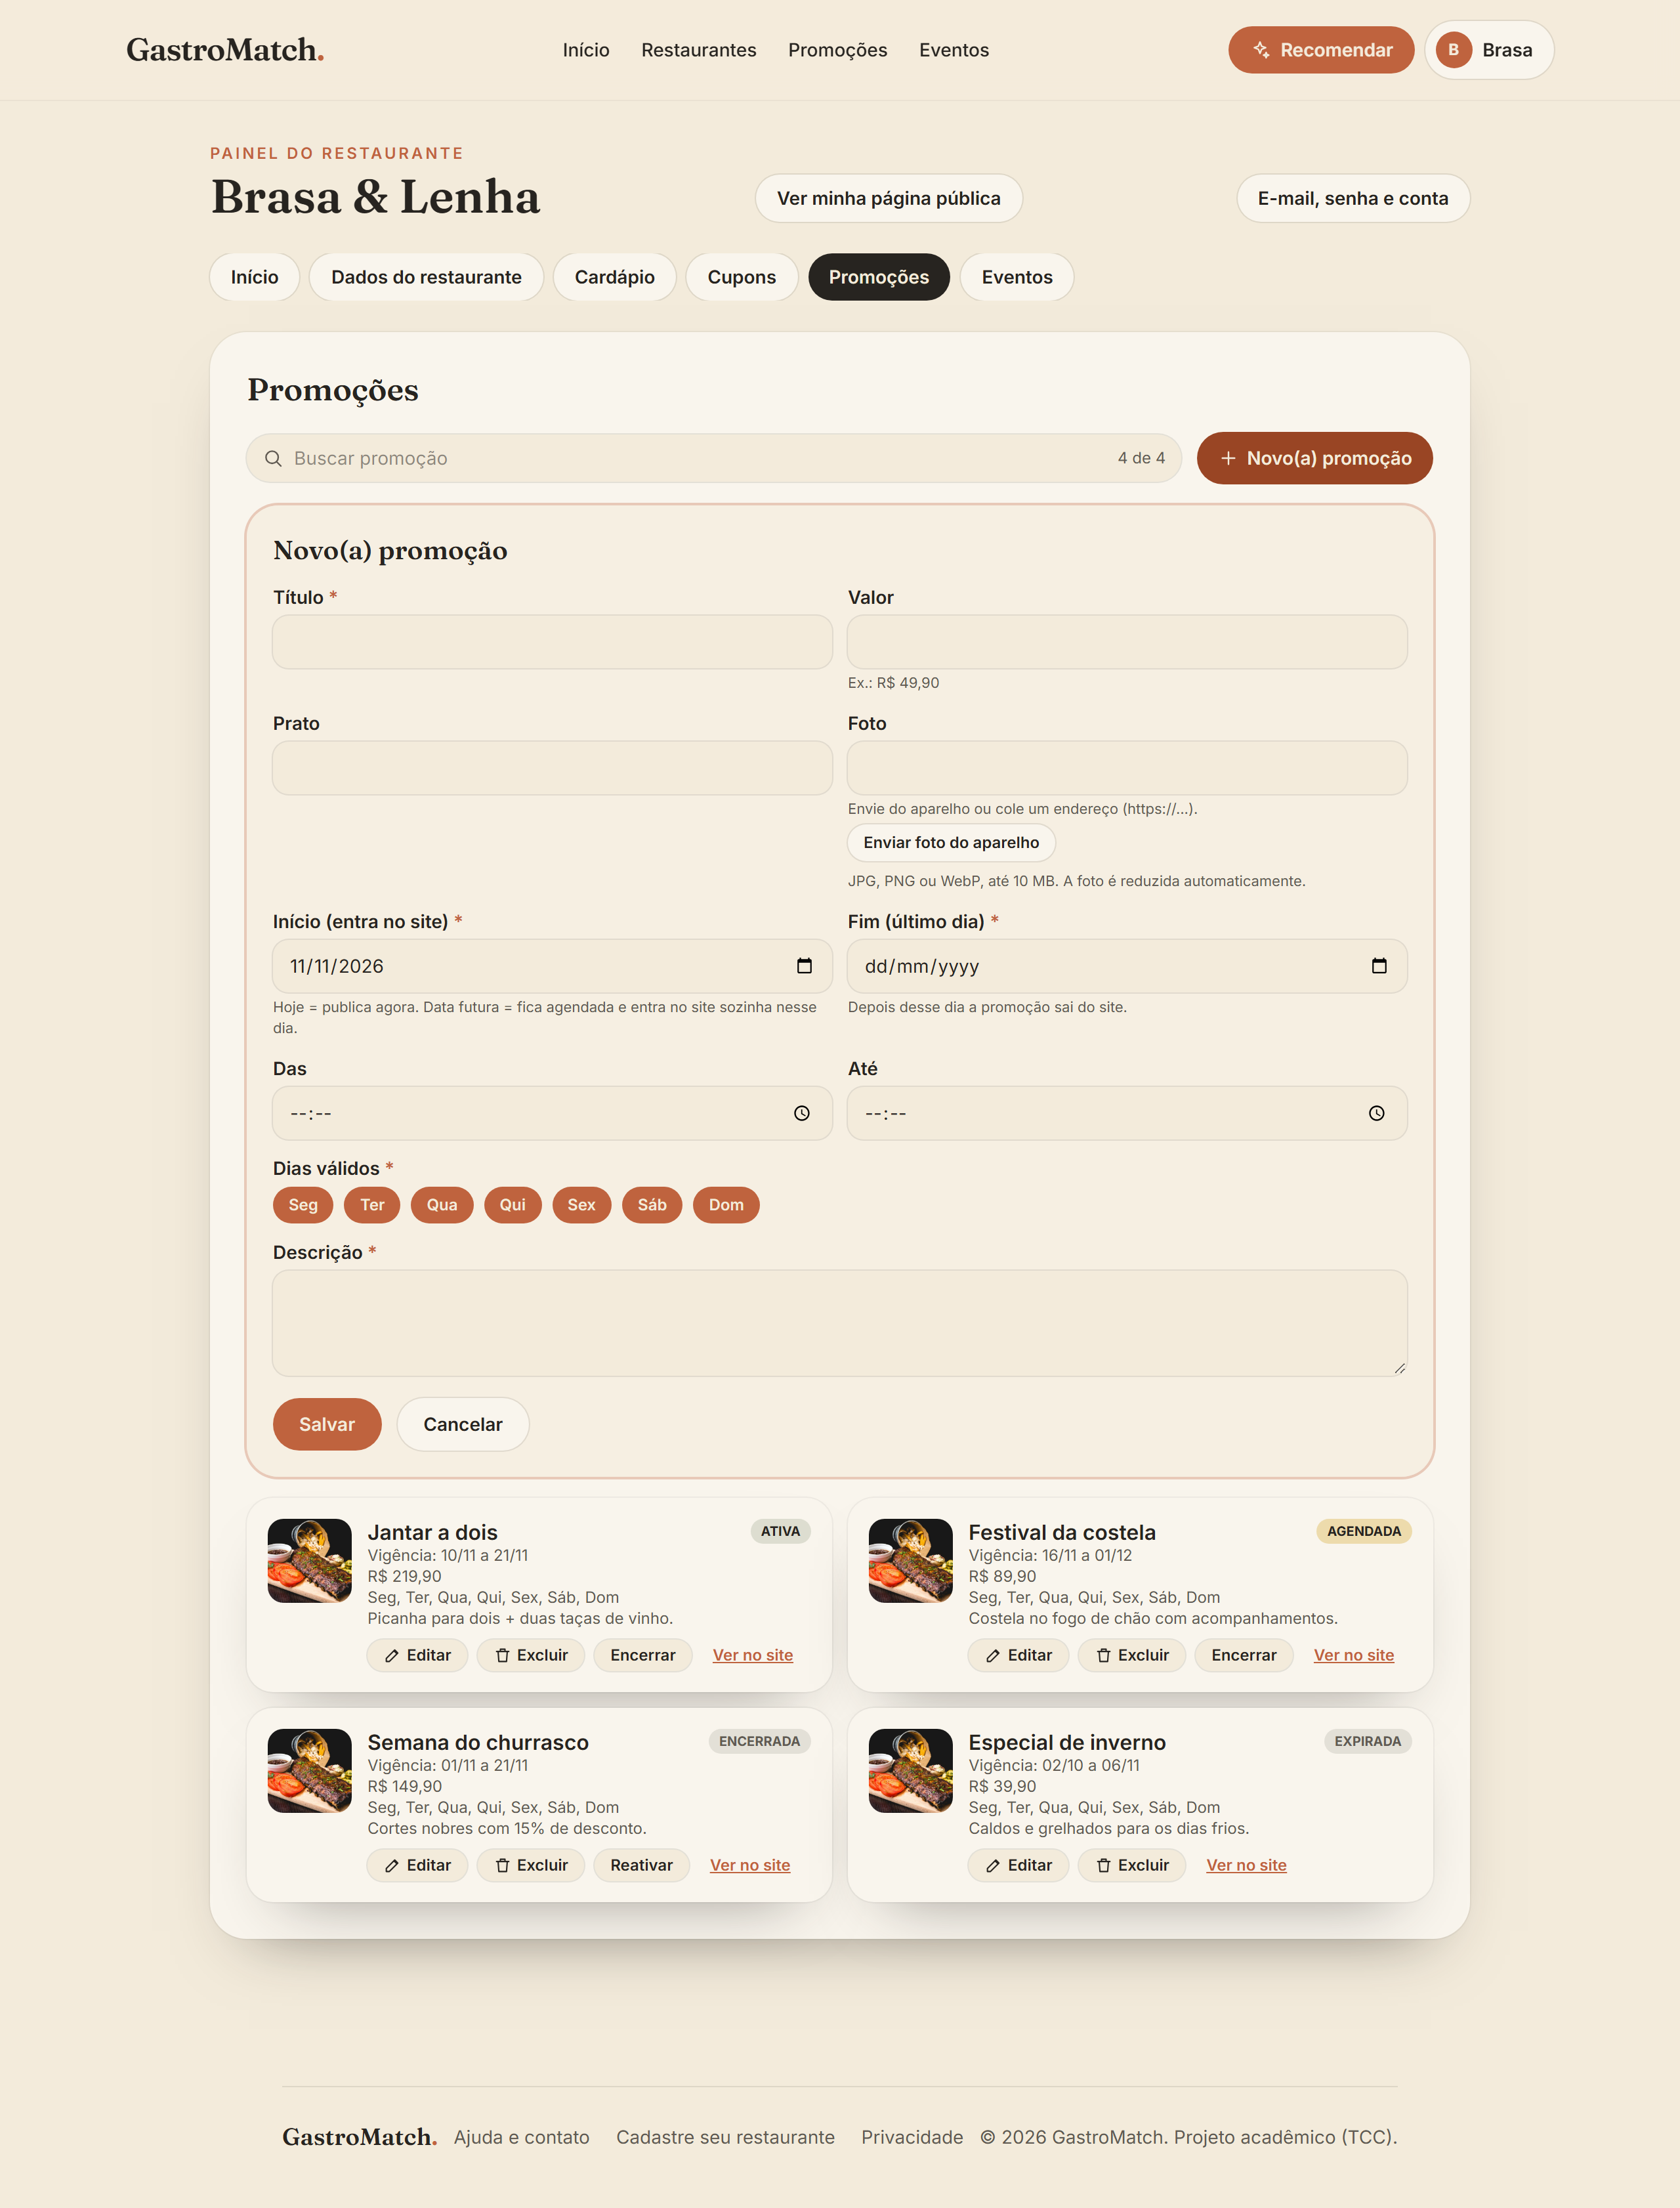 GastroMatch.
Início
Restaurantes
Promoções
Eventos
Recomendar
B
Brasa
PAINEL DO RESTAURANTE
Brasa & Lenha
Ver minha página pública
E-mail, senha e conta
Início
Dados do restaurante
Cardápio
Cupons
Promoções
Eventos
Promoções
Buscar promoção
4 de 4
+ Novo(a) promoção
Novo(a) promoção
Título *
Valor
Ex.: R$ 49,90
Prato
Foto
Envie do aparelho ou cole um endereço (https://...).
Enviar foto do aparelho
JPG, PNG ou WebP, até 10 MB. A foto é reduzida automaticamente.
Início (entra no site) *
11/11/2026
Hoje = publica agora. Data futura = fica agendada e entra no site sozinha nesse
dia.
Fim (último dia) *
dd/mm/yyyy
Depois desse dia a promoção sai do site.
Das
--:--
Até
--:--
Dias válidos *
Seg
Ter
Qua
Qui
Sex
Sáb
Dom
Descrição *
Salvar
Cancelar
Jantar a dois
ATIVA
Vigência: 10/11 a 21/11
R$ 219,90
Seg, Ter, Qua, Qui, Sex, Sáb, Dom
Picanha para dois + duas taças de vinho.
Editar
Excluir
Encerrar
Ver no site
Festival da costela
AGENDADA
Vigência: 16/11 a 01/12
R$ 89,90
Seg, Ter, Qua, Qui, Sex, Sáb, Dom
Costela no fogo de chão com acompanhamentos.
Editar
Excluir
Encerrar
Ver no site
Semana do churrasco
ENCERRADA
Vigência: 01/11 a 21/11
R$ 149,90
Seg, Ter, Qua, Qui, Sex, Sáb, Dom
Cortes nobres com 15% de desconto.
Editar
Excluir
Reativar
Ver no site
Especial de inverno
EXPIRADA
Vigência: 02/10 a 06/11
R$ 39,90
Seg, Ter, Qua, Qui, Sex, Sáb, Dom
Caldos e grelhados para os dias frios.
Editar
Excluir
Ver no site
GastroMatch.
Ajuda e contato
Cadastre seu restaurante
Privacidade
© 2026 GastroMatch. Projeto acadêmico (TCC).